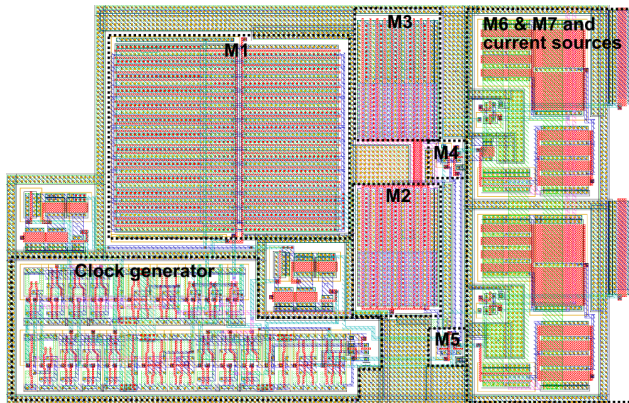 M1
M3
M6 & M7 and
current sources
M4
M2
Clock generator
M5